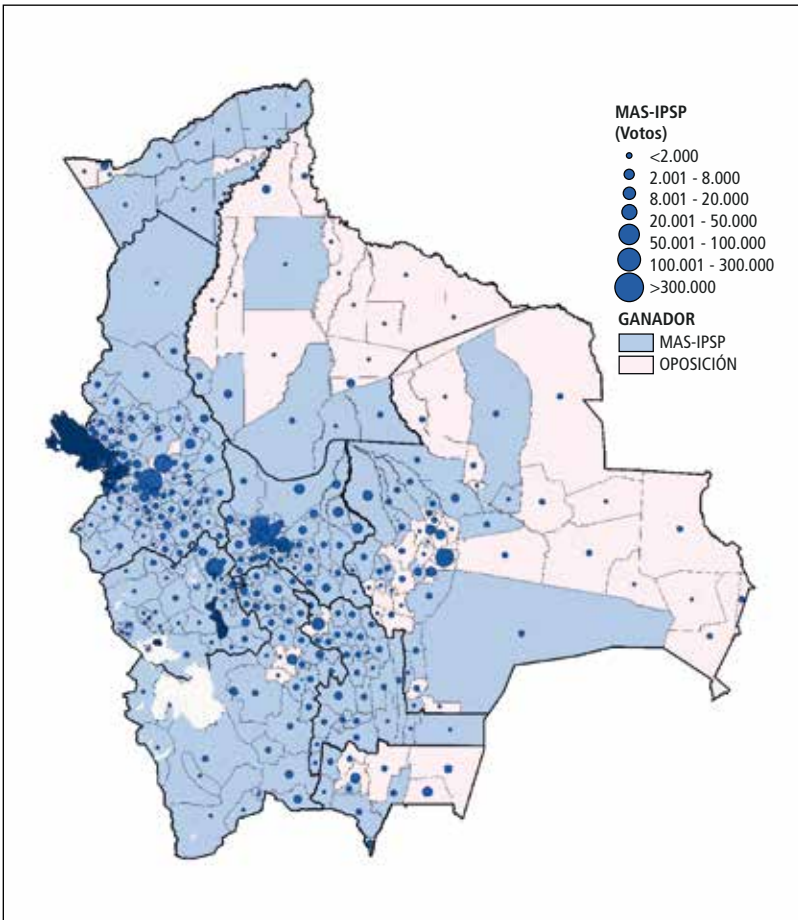 MAS-IPSP
(Votos)
<2.000
2.001 - 8.000
8.001 - 20.000
20.001 - 50.000
50.001 - 100.000
100.001 - 300.000
>300.000
GANADOR
MAS-IPSP
OPOSICIÓN